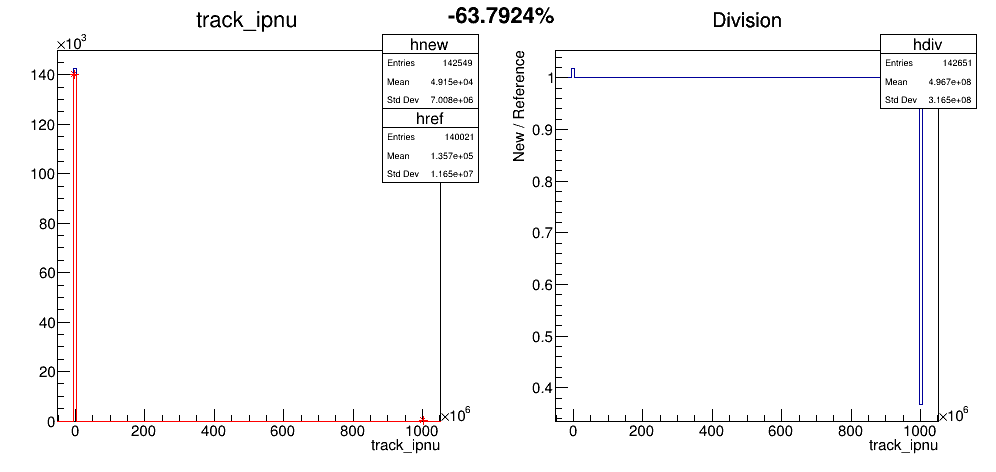 -63.7924%
track_ipnu
×10³
hnew
Entries 142549
Mean 4.915e+04
Std Dev 7.008e+06
href
Entries 140021
Mean 1.357e+05
Std Dev 1.165e+07
140
120
100
80
60
40
20
0
0 200 400 600 800 1000
×10⁶
track_ipnu
Division
hdiv
Entries 142651
Mean 4.967e+08
Std Dev 3.165e+08
New / Reference
1
0.9
0.8
0.7
0.6
0.5
0.4
0 200 400 600 800 1000
×10⁶
track_ipnu